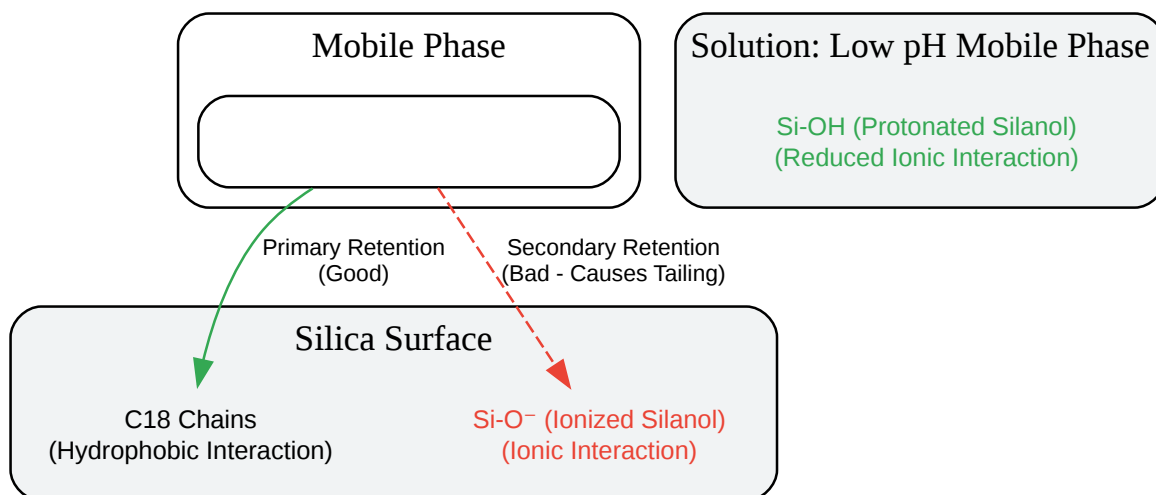 Mobile Phase
Solution: Low pH Mobile Phase
Si-OH (Protonated Silanol)
(Reduced Ionic Interaction)
Primary Retention
(Good)
Secondary Retention
(Bad - Causes Tailing)
Silica Surface
C18 Chains
(Hydrophobic Interaction)
Si-O⁻ (Ionized Silanol)
(Ionic Interaction)